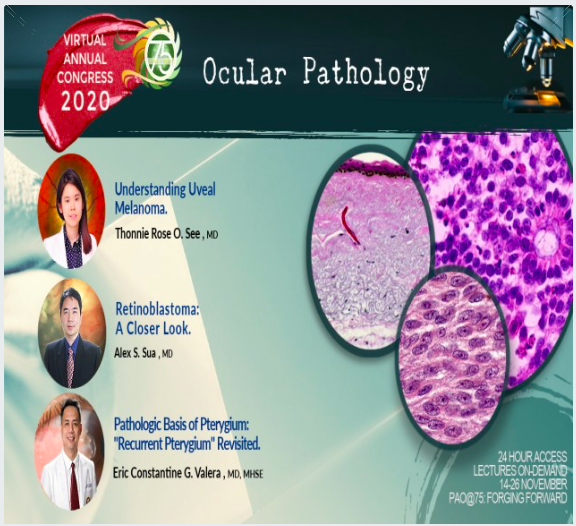 VIRTUAL
ANNUAL
CONGRESS
2020
75
Ocular Pathology
Understanding Uveal
Melanoma.
Thonnie Rose O. See , MD
Retinoblastoma:
A Closer Look.
Alex S. Sua , MD
Pathologic Basis of Pterygium:
"Recurrent Pterygium" Revisited.
Eric Constantine G. Valera , MD, MHSE
24 HOUR ACCESS
LECTURES ON-DEMAND
14-26 NOVEMBER
PAO@75: FORGING FORWARD